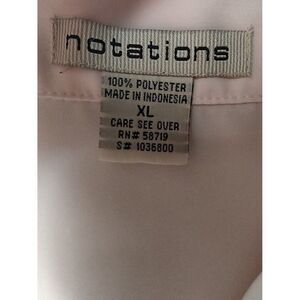 notations
100% POLYESTER
MADE IN INDONESIA
XL
CARE SEE OVER
RN# 58719
S# 1036800